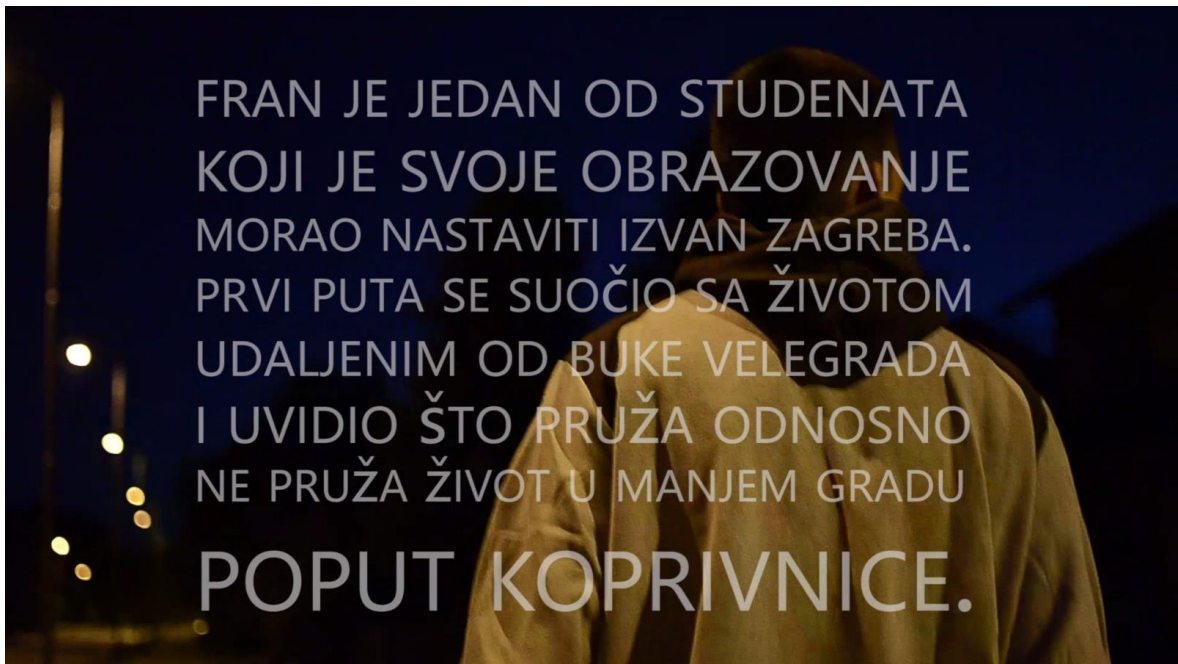 FRAN JE JEDAN OD STUDENATA
KOJI JE SVOJE OBRAZOVANJE
MORAO NASTAVITI IZVAN ZAGREBA.
PRVI PUTA SE SUOČIO SA ŽIVOTOM
UDALJENIM OD BUKE VELEGRADA
I UVIDIO ŠTO PRUŽA ODNOSNO
NE PRUŽA ŽIVOT U MANJEM GRADU
POPUT KOPRIVNICE.